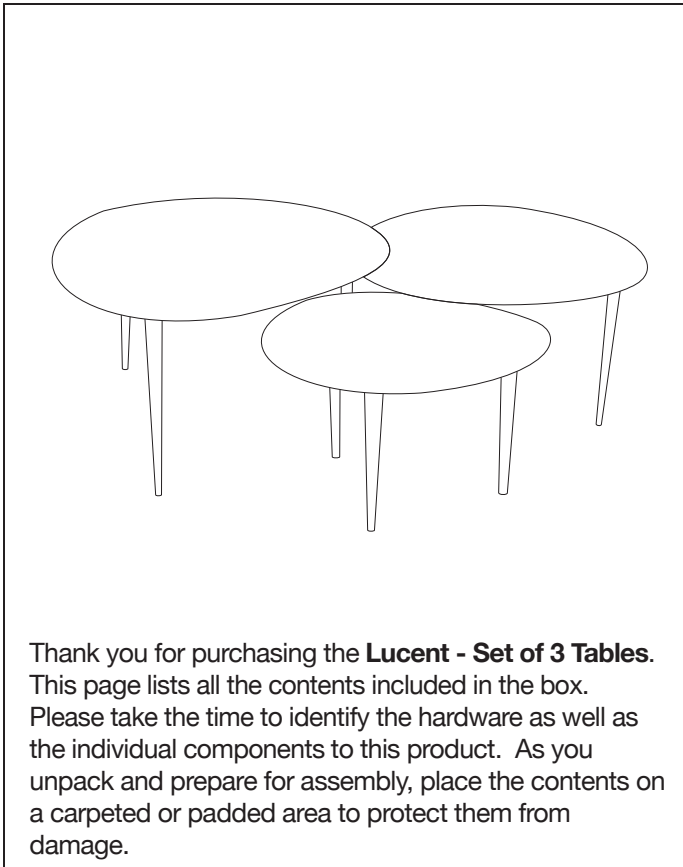 Thank you for purchasing the Lucent - Set of 3 Tables.
This page lists all the contents included in the box.
Please take the time to identify the hardware as well as
the individual components to this product.  As you
unpack and prepare for assembly, place the contents on
a carpeted or padded area to protect them from
damage.